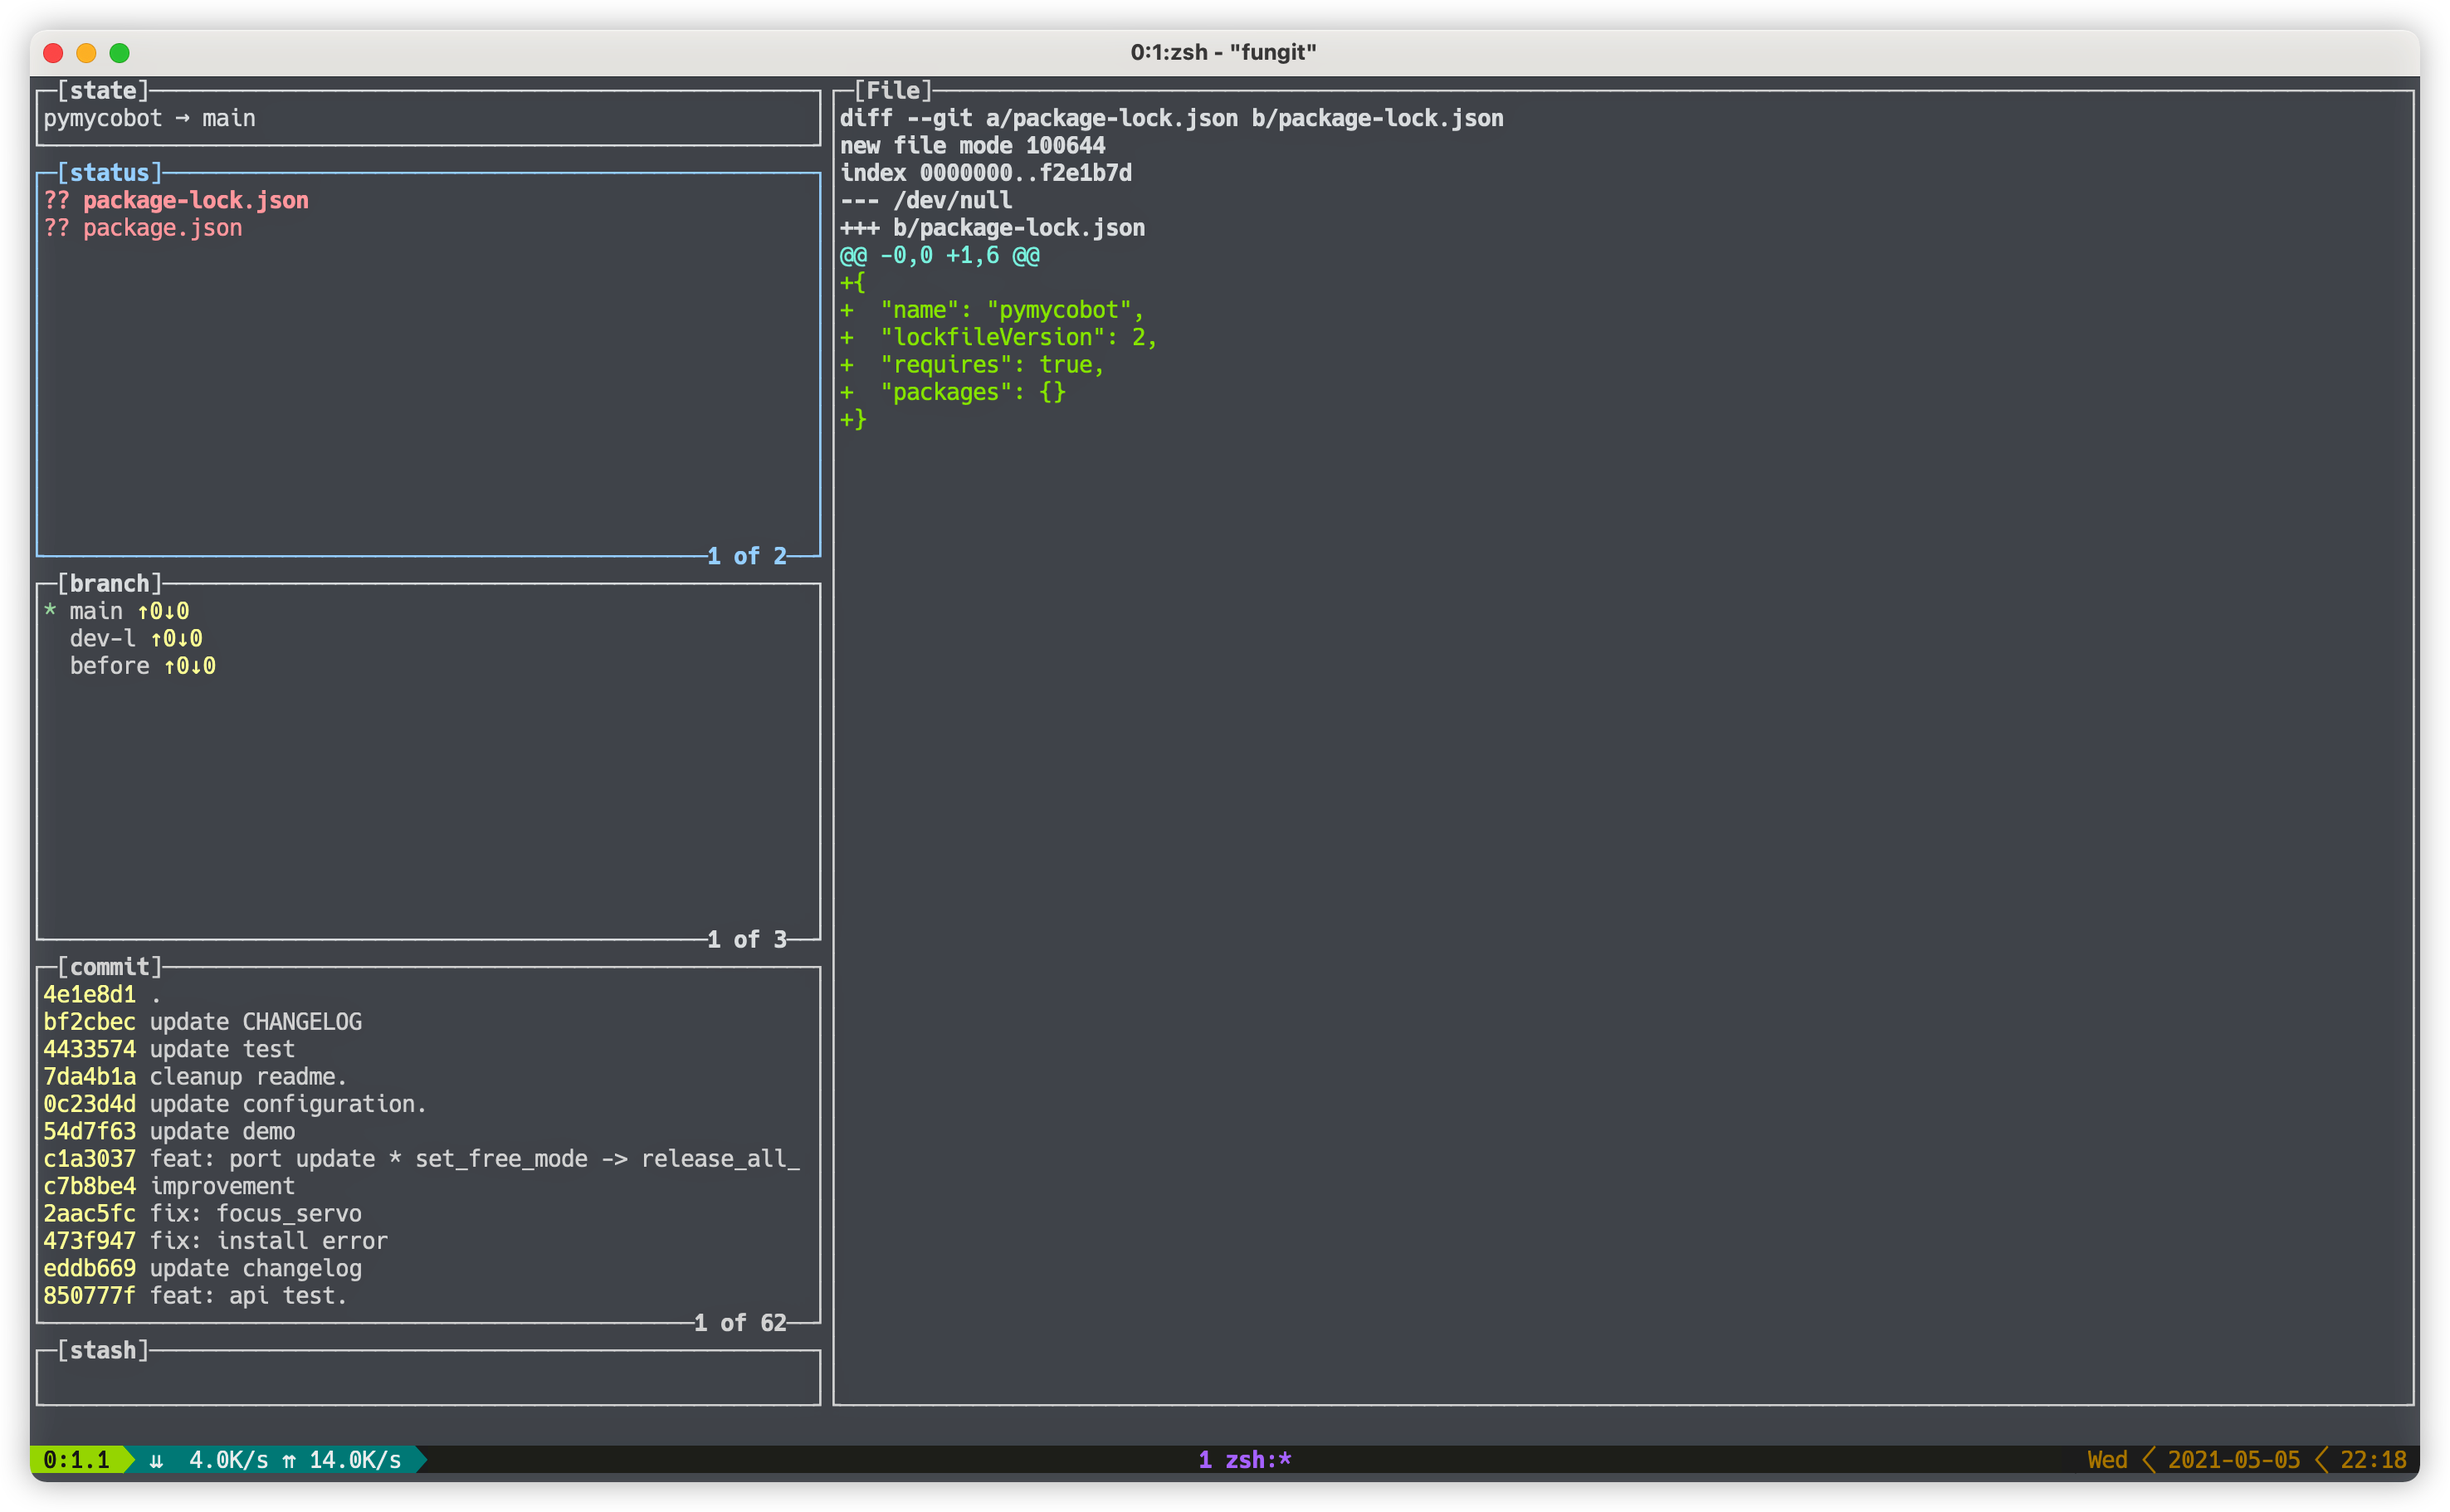 0:1:zsh - "fungit"
[state]
pymycobot → main
[status]
?? package-lock.json
?? package.json
1 of 2
[branch]
* main ↑0↓0
dev-l ↑0↓0
before ↑0↓0
1 of 3
[commit]
4e1e8d1 .
bf2cbec update CHANGELOG
4433574 update test
7da4b1a cleanup readme.
0c23d4d update configuration.
54d7f63 update demo
c1a3037 feat: port update * set_free_mode -> release_all_
c7b8be4 improvement
2aac5fc fix: focus_servo
473f947 fix: install error
eddb669 update changelog
850777f feat: api test.
1 of 62
[stash]
[File]
diff --git a/package-lock.json b/package-lock.json
new file mode 100644
index 0000000..f2e1b7d
--- /dev/null
+++ b/package-lock.json
@@ -0,0 +1,6 @@
+{
+  "name": "pymycobot",
+  "lockfileVersion": 2,
+  "requires": true,
+  "packages": {}
+}
0:1.1 ⇊ 4.0K/s ⇈ 14.0K/s
1 zsh:*
Wed 2021-05-05 22:18